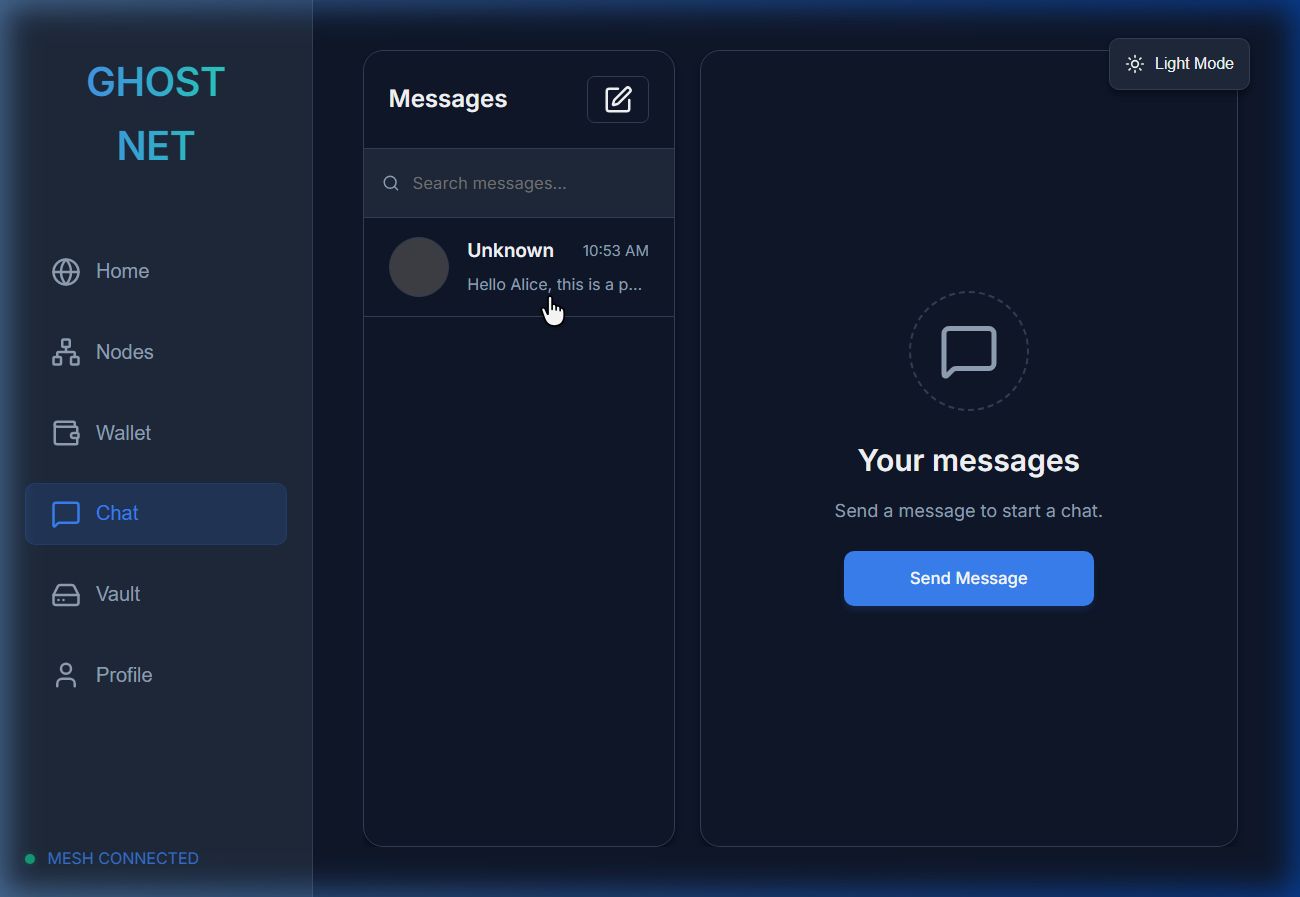 GHOST
NET
Home
Nodes
Wallet
Chat
Vault
Profile
MESH CONNECTED
Messages
Search messages...
Unknown 10:53 AM
Hello Alice, this is a p...
Light Mode
Your messages
Send a message to start a chat.
Send Message